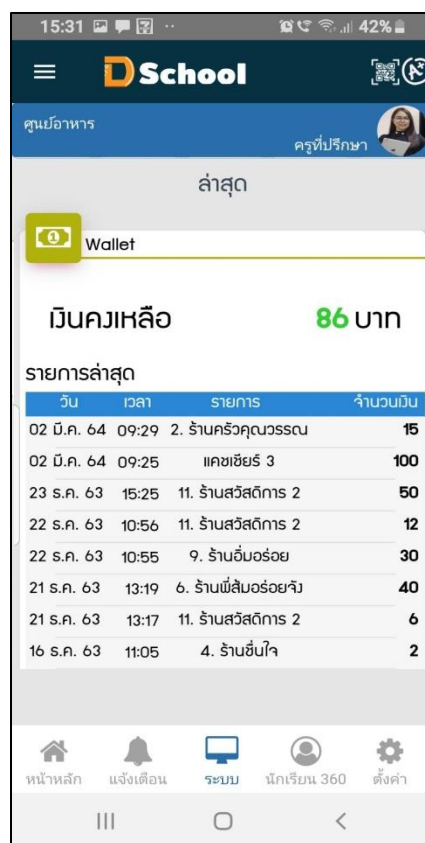 15:31 42%
D School
ศูนย์อาหาร
ครูที่ปรึกษา
ล่าสุด
Wallet
เงินคงเหลือ 86 บาท
รายการล่าสุด
วัน เวลา รายการ จำนวนเงิน
02 มี.ค. 64 09:29 2. ร้านครัวคุณวรรณ 15
02 มี.ค. 64 09:25 แคชเชียร์ 3 100
23 ธ.ค. 63 15:25 11. ร้านสวัสดิการ 2 50
22 ธ.ค. 63 10:56 11. ร้านสวัสดิการ 2 12
22 ธ.ค. 63 10:55 9. ร้านอิ่มอร่อย 30
21 ธ.ค. 63 13:19 6. ร้านพี่ส้มอร่อยจัง 40
21 ธ.ค. 63 13:17 11. ร้านสวัสดิการ 2 6
16 ธ.ค. 63 11:05 4. ร้านชื่นใจ 2
หน้าหลัก แจ้งเตือน ระบบ นักเรียน 360 ตั้งค่า